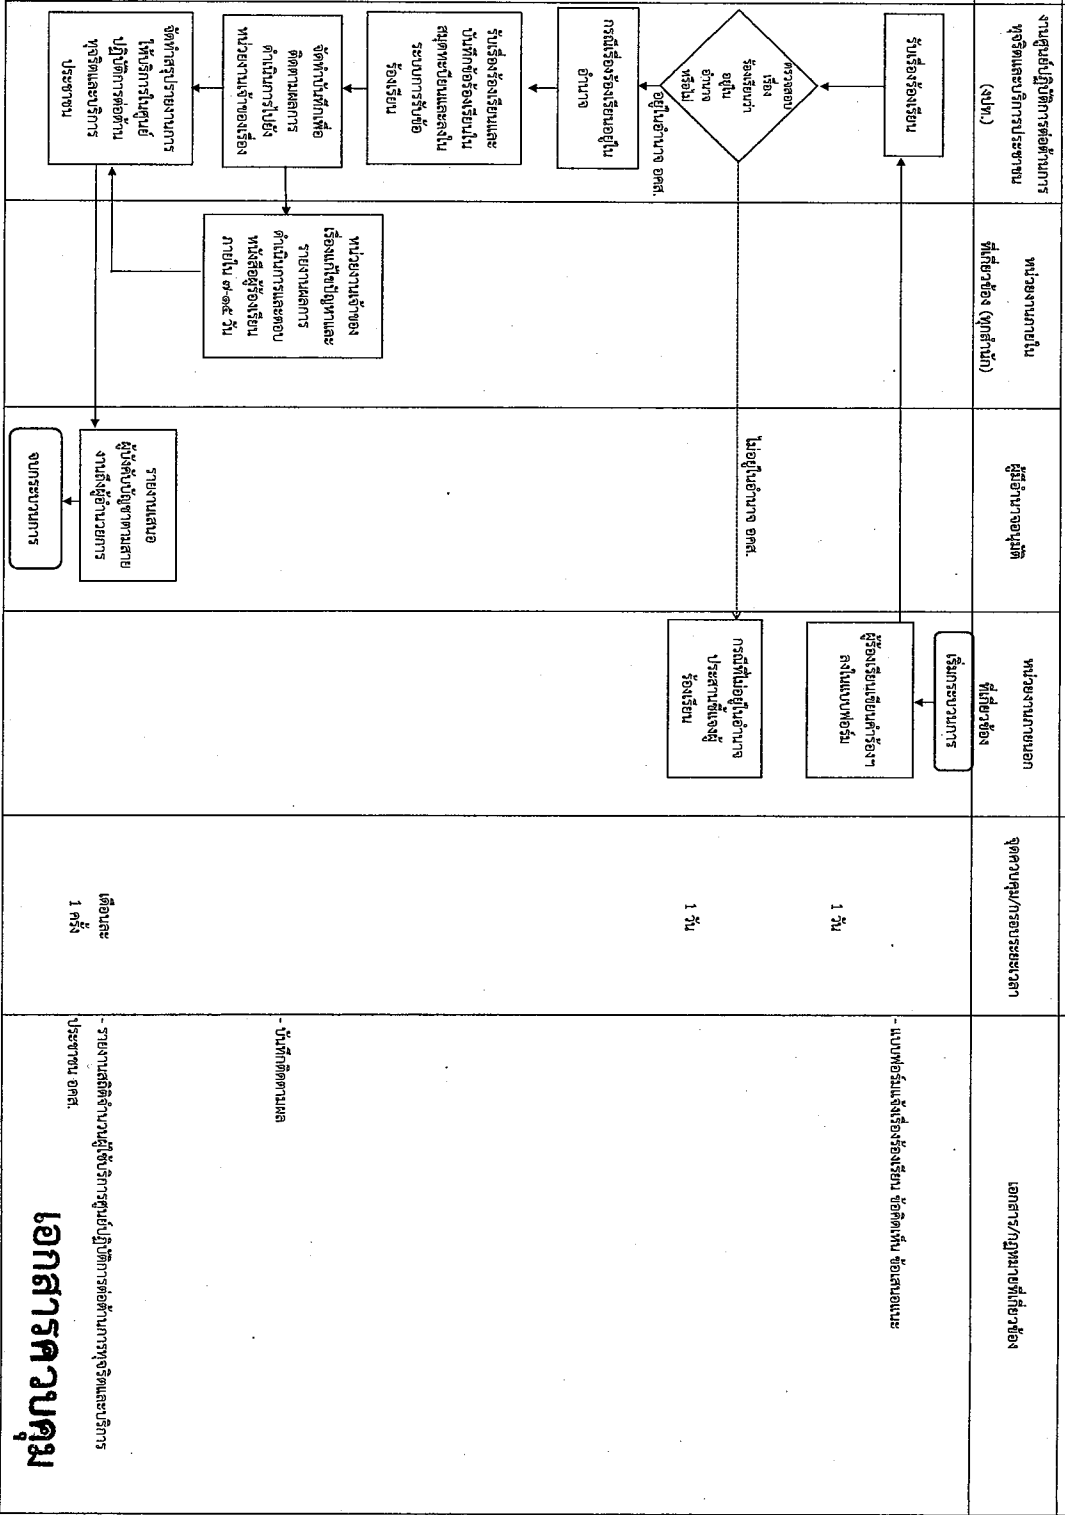 งานศูนย์ปฏิบัติการต่อต้านการ
ทุจริตและบริการประชาชน
(งปท.)
หน่วยงานภายใน
ที่เกี่ยวข้อง (ทุกสำนัก)
ผู้มีอำนาจอนุมัติ
หน่วยงานภายนอก
ที่เกี่ยวข้อง
จุดควบคุม/กรอบระยะเวลา
เอกสาร/กฎหมายที่เกี่ยวข้อง
เริ่มกระบวนการ
ผู้ร้องเรียนเขียนคำร้องฯ
ลงในแบบฟอร์ม
1 วัน
- แบบฟอร์มแจ้งเรื่องร้องเรียน ข้อคิดเห็น ข้อเสนอแนะ
รับเรื่องร้องเรียน
ตรวจสอบ
เรื่อง
ร้องเรียนว่า
อยู่ใน
อำนาจ
หรือไม่
ไม่อยู่ในอำนาจ อคส.
กรณีที่ไม่อยู่ในอำนาจ
ประสานชี้แจงผู้
ร้องเรียน
1 วัน
อยู่ในอำนาจ อคส.
กรณีเรื่องร้องเรียนอยู่ใน
อำนาจ
รับเรื่องร้องเรียนและ
บันทึกข้อร้องเรียนใน
สมุดทะเบียนและลงใน
ระบบการรับข้อ
ร้องเรียน
จัดทำบันทึกเพื่อ
ติดตามผลการ
ดำเนินการไปยัง
หน่วยงานเจ้าของเรื่อง
หน่วยงานเจ้าของ
เรื่องแก้ไขปัญหาและ
รายงานผลการ
ดำเนินการและตอบ
หนังสือผู้ร้องเรียน
ภายใน ๗-๑๕ วัน
- บันทึกติดตามผล
จัดทำสรุปรายงานการ
ให้บริการในศูนย์
ปฏิบัติการต่อต้าน
ทุจริตและบริการ
ประชาชน
รายงานเสนอ
ผู้บังคับบัญชาตามสาย
งานถึงผู้อำนวยการ
เดือนละ
1 ครั้ง
- รายงานสถิติจำนวนผู้ใช้บริการศูนย์ปฏิบัติการต่อต้านการทุจริตและบริการ
ประชาชน อคส.
จบกระบวนการ
เอกสารควบคุม